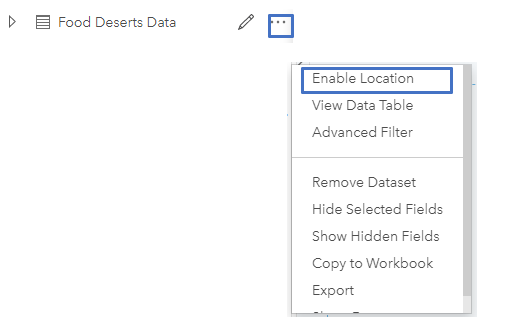 Food Deserts Data
Enable Location
View Data Table
Advanced Filter
Remove Dataset
Hide Selected Fields
Show Hidden Fields
Copy to Workbook
Export